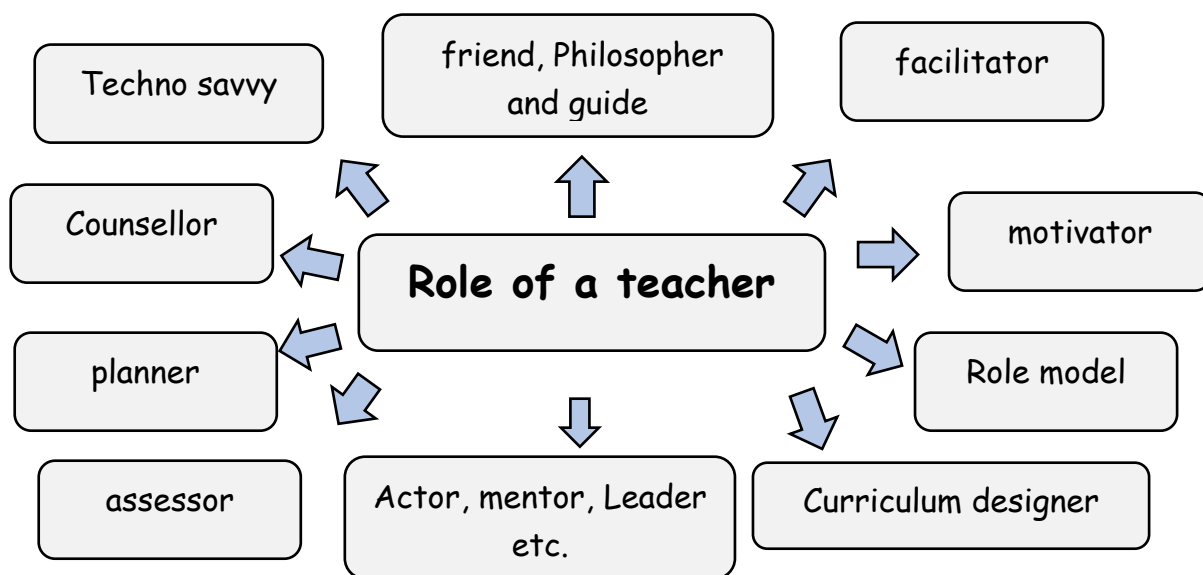 Techno savvy
friend, Philosopher
and guide
facilitator
Counsellor
Role of a teacher
motivator
planner
Role model
assessor
Actor, mentor, Leader
etc.
Curriculum designer